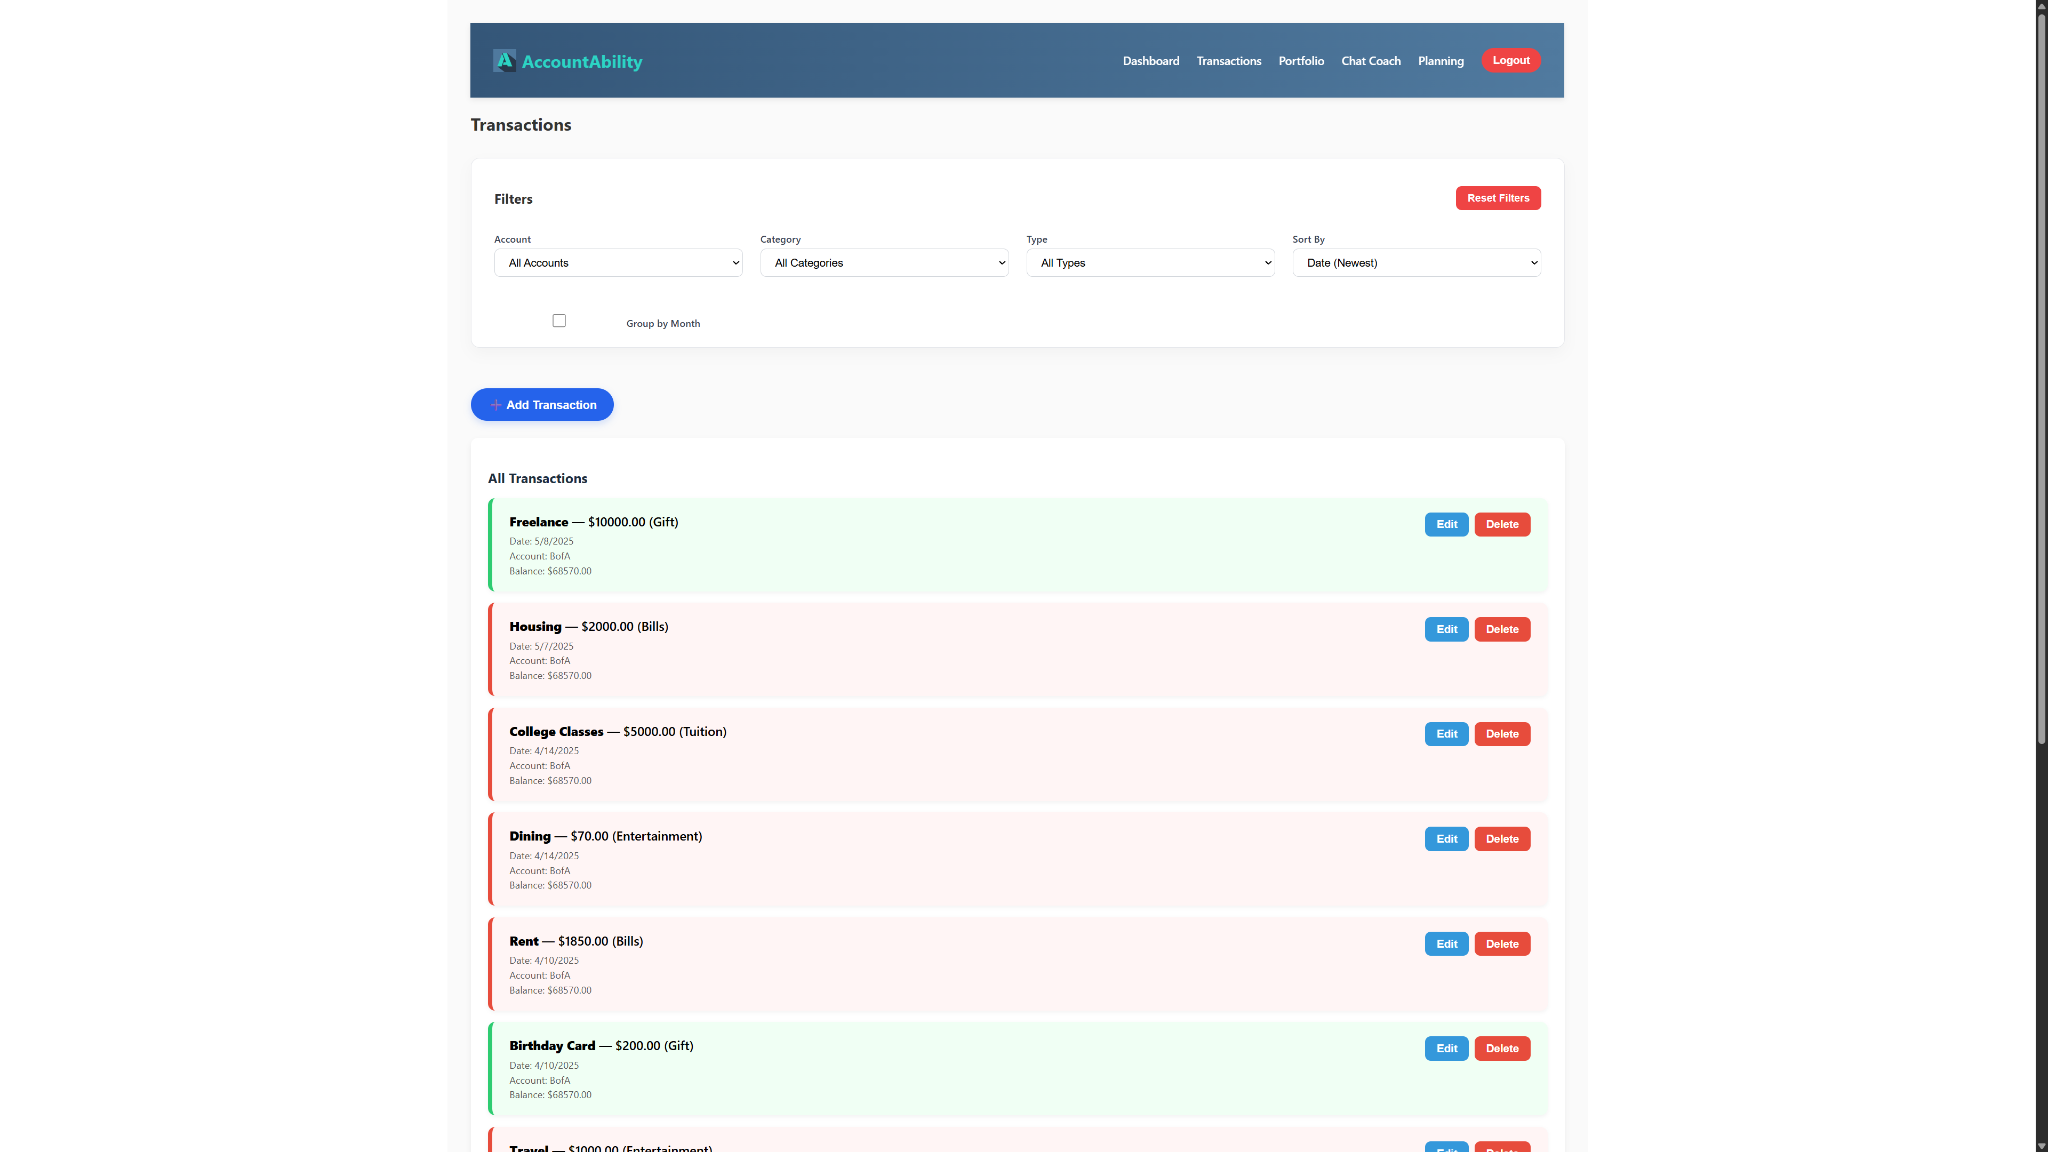 AccountAbility
Dashboard Transactions Portfolio Chat Coach Planning Logout
Transactions
Filters
Reset Filters
Account Category Type Sort By
All Accounts All Categories All Types Date (Newest)
Group by Month
Add Transaction
All Transactions
Freelance — $10000.00 (Gift)
Edit Delete
Date: 5/8/2025
Account: BofA
Balance: $68570.00
Housing — $2000.00 (Bills)
Edit Delete
Date: 5/7/2025
Account: BofA
Balance: $68570.00
College Classes — $5000.00 (Tuition)
Edit Delete
Date: 4/14/2025
Account: BofA
Balance: $68570.00
Dining — $70.00 (Entertainment)
Edit Delete
Date: 4/14/2025
Account: BofA
Balance: $68570.00
Rent — $1850.00 (Bills)
Edit Delete
Date: 4/10/2025
Account: BofA
Balance: $68570.00
Birthday Card — $200.00 (Gift)
Edit Delete
Date: 4/10/2025
Account: BofA
Balance: $68570.00
Travel — $1000.00 (Entertainment)
Edit Delete